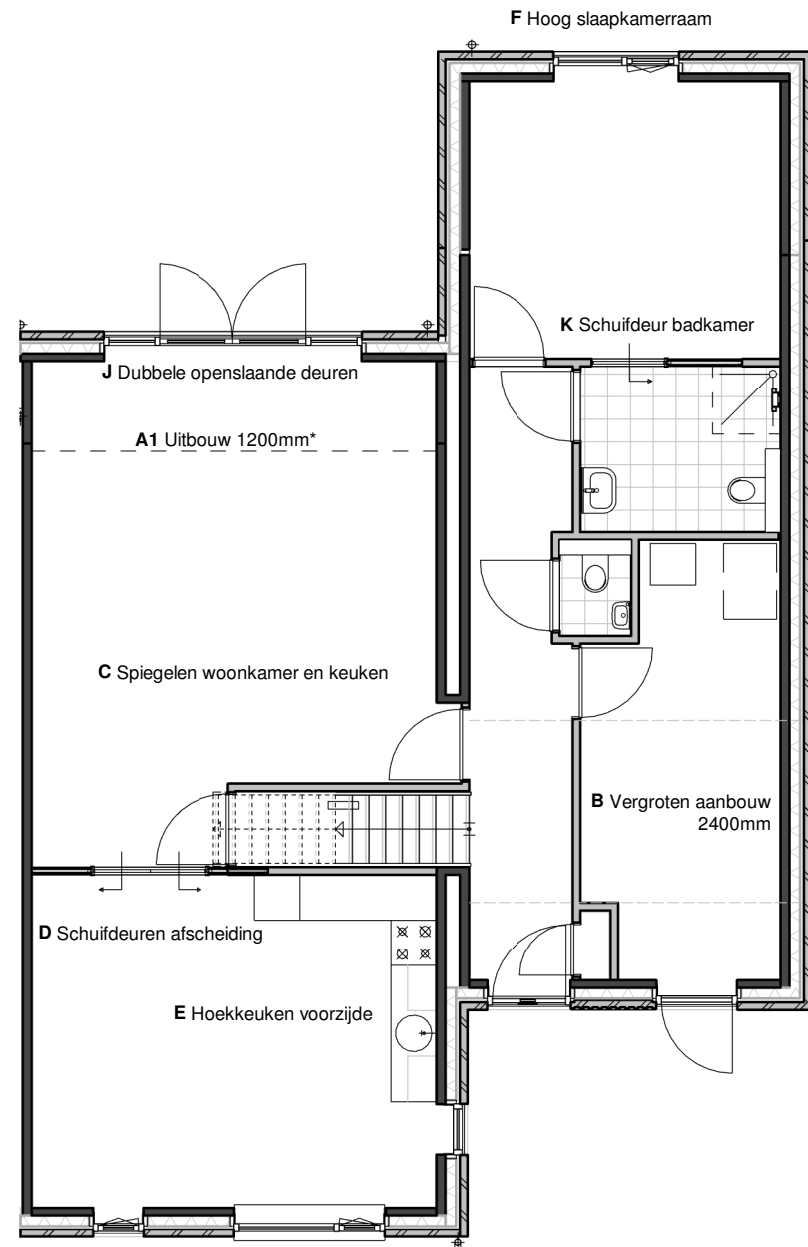 F Hoog slaapkamerraam
K Schuifdeur badkamer
J Dubbele openslaande deuren
A1 Uitbouw 1200mm*
C Spiegelen woonkamer en keuken
B Vergroten aanbouw
2400mm
D Schuifdeuren afscheiding
E Hoekkeuken voorzijde